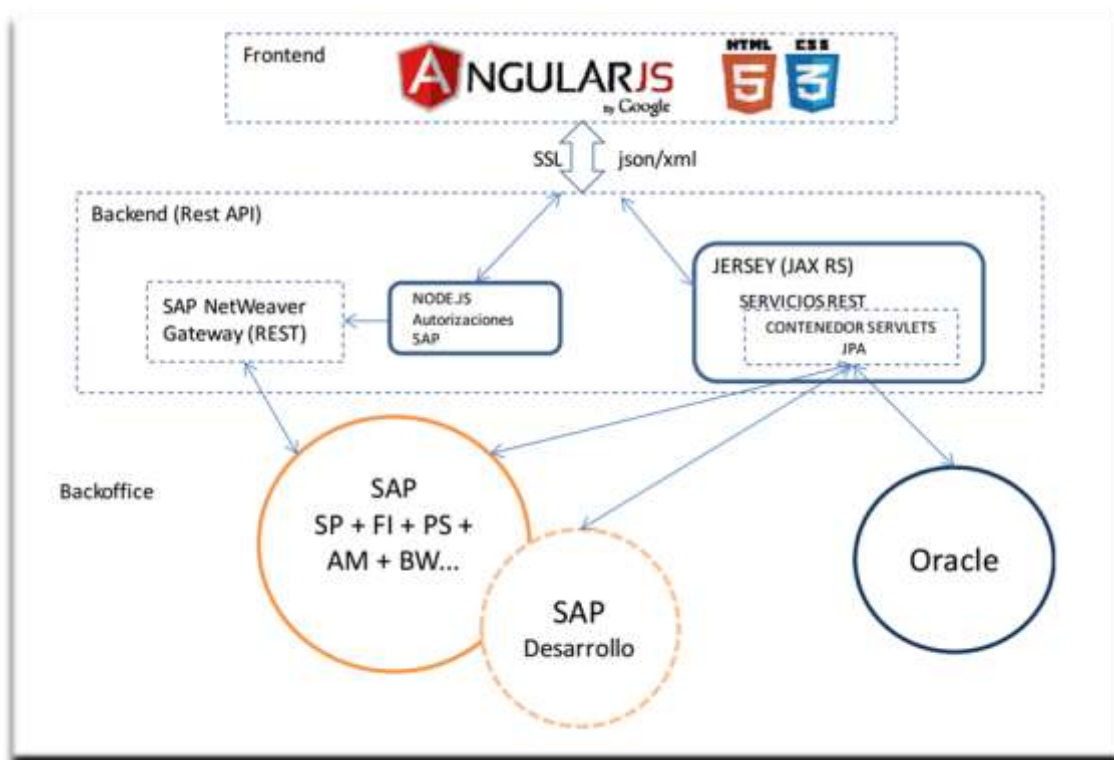 Frontend
ANGULARJS
by Google
HTML
5
CSS
3
SSL
json/xml
Backend (Rest API)
SAP NetWeaver
Gateway (REST)
NODE.JS
Autorizaciones
SAP
JERSEY (JAX RS)
SERVICIOS REST
CONTENEDOR SERVLETS
JPA
Backoffice
SAP
SP + FI + PS +
AM + BW...
SAP
Desarrollo
Oracle